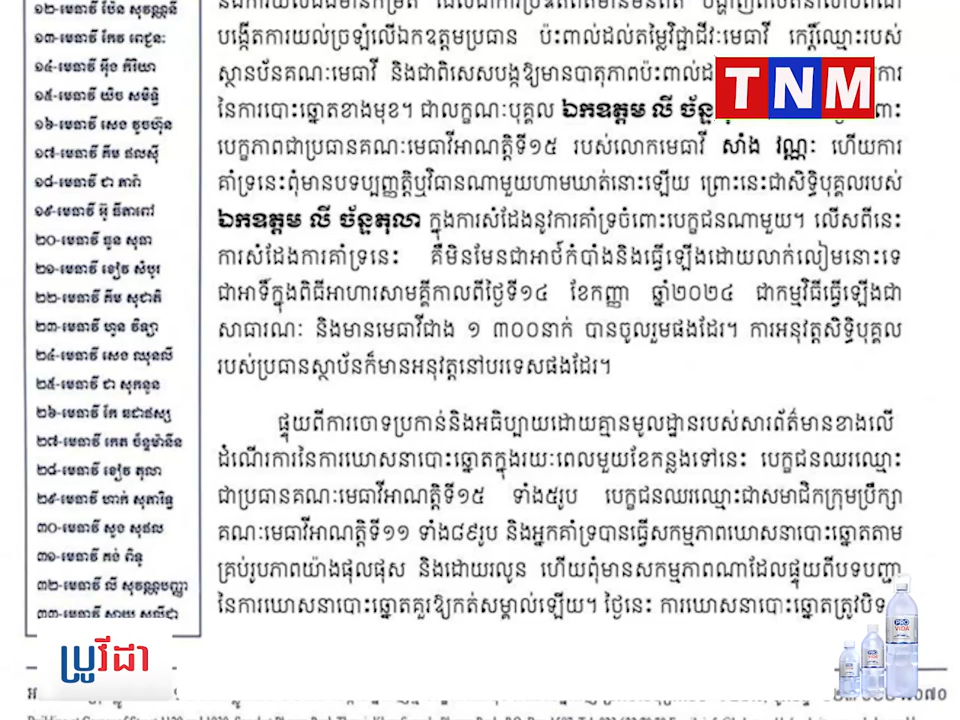 ១២-មេធាវី ប៉ែន សុវណ្ណនី
១៣-មេធាវី កែវ ពេជ្ជនៈ
១៤-មេធាវី អ៊ឹង គិរិយា
១៥-មេធាវី យិច សមិទ្ធិ
១៦-មេធាវី សេង វូចហ៊ុន
១៧-មេធាវី គឹម ផលស៊ី
១៨-មេធាវី ជា តារ៉ា
១៩-មេធាវី អ៊ូ ធីតាពៅ
២០-មេធាវី ធូន សុធា
២១-មេធាវី ខៀវ សំបូរ
២២-មេធាវី គឹម សុជាតិ
២៣-មេធាវី ហួន វិទ្យា
២៤-មេធាវី សេង ឈុនលី
២៥-មេធាវី ជា សុកនួន
២៦-មេធាវី កែ
២៧-មេធាវី កេត ច័ន្ទម៉ានីន
២៨-មេធាវី ខៀវ តុលា
២៩-មេធាវី ហាក់ សុភារិទ្ធ
៣០-មេធាវី សួង សុផល
៣១-មេធាវី កង់ ពិទូ
៣២-មេធាវី លី សុវណ្ណបញ្ញា
៣៣-មេធាវី
បង្កើតការយល់ច្រឡំលើឯកឧត្តមប្រធាន ប៉ះពាល់ដល់តម្លៃវិជ្ជាជីវៈមេធាវី កេរ្តិ៍ឈ្មោះរបស់
ស្ថាប័នគណៈមេធាវី និងជាពិសេសបង្កឱ្យមានបាតុភាពប៉ះពាល់ ការ
នៃការបោះឆ្នោតខាងមុខ។ ជាលក្ខណៈបុគ្គល ឯកឧត្តម លី ច័ន្ទ ពោះ
បេក្ខភាពជាប្រធានគណៈមេធាវីអាណត្តិទី១៥ របស់លោកមេធាវី សាំង វណ្ណៈ ហើយការ
គាំទ្រនេះពុំមានបទប្បញ្ញត្តិឬវិធានណាមួយហាមឃាត់នោះឡើយ ព្រោះនេះជាសិទ្ធិបុគ្គលរបស់
ឯកឧត្តម លី ច័ន្ទតុលា ក្នុងការសំដែងនូវការគាំទ្រចំពោះបេក្ខជនណាមួយ។ លើសពីនេះ
ការសំដែងការគាំទ្រនេះ គឺមិនមែនជាអាថ៌កំបាំងនិងធ្វើឡើងដោយលាក់លៀមនោះទេ
ជាអាទិ៍ក្នុងពិធីអាហារសាមគ្គីកាលពីថ្ងៃទី១៤ ខែកញ្ញា ឆ្នាំ២០២៤ ជាកម្មវិធីធ្វើឡើងជា
សាធារណៈ និងមានមេធាវីជាង ១ ៣០០នាក់ បានចូលរួមផងដែរ។ ការអនុវត្តសិទ្ធិបុគ្គល
របស់ប្រធានស្ថាប័នក៏មានអនុវត្តនៅបរទេសផងដែរ។
ផ្ទុយពីការចោទប្រកាន់និងអធិប្បាយដោយគ្មានមូលដ្ឋានរបស់សារព័ត៌មានខាងលើ
ដំណើរការនៃការឃោសនាបោះឆ្នោតក្នុងរយៈពេលមួយខែកន្លងទៅនេះ បេក្ខជនឈរឈ្មោះ
ជាប្រធានគណៈមេធាវីអាណត្តិទី១៥ ទាំង៥រូប បេក្ខជនឈរឈ្មោះជាសមាជិកក្រុមប្រឹក្សា
គណៈមេធាវីអាណត្តិទី១១ ទាំង៨៩រូប និងអ្នកគាំទ្របានធ្វើសកម្មភាពឃោសនាបោះឆ្នោតតាម
គ្រប់រូបភាពយ៉ាងផុលផុស និងដោយរលូន ហើយពុំមានសកម្មភាពណាដែលផ្ទុយពីបទបញ្ជា
នៃការឃោសនាបោះឆ្នោតគួរឱ្យកត់សម្គាល់ឡើយ។ ថ្ងៃនេះ ការឃោសនាបោះឆ្នោតត្រូវបិទ
TNM
ប្រូវីដា
PRO VIDA